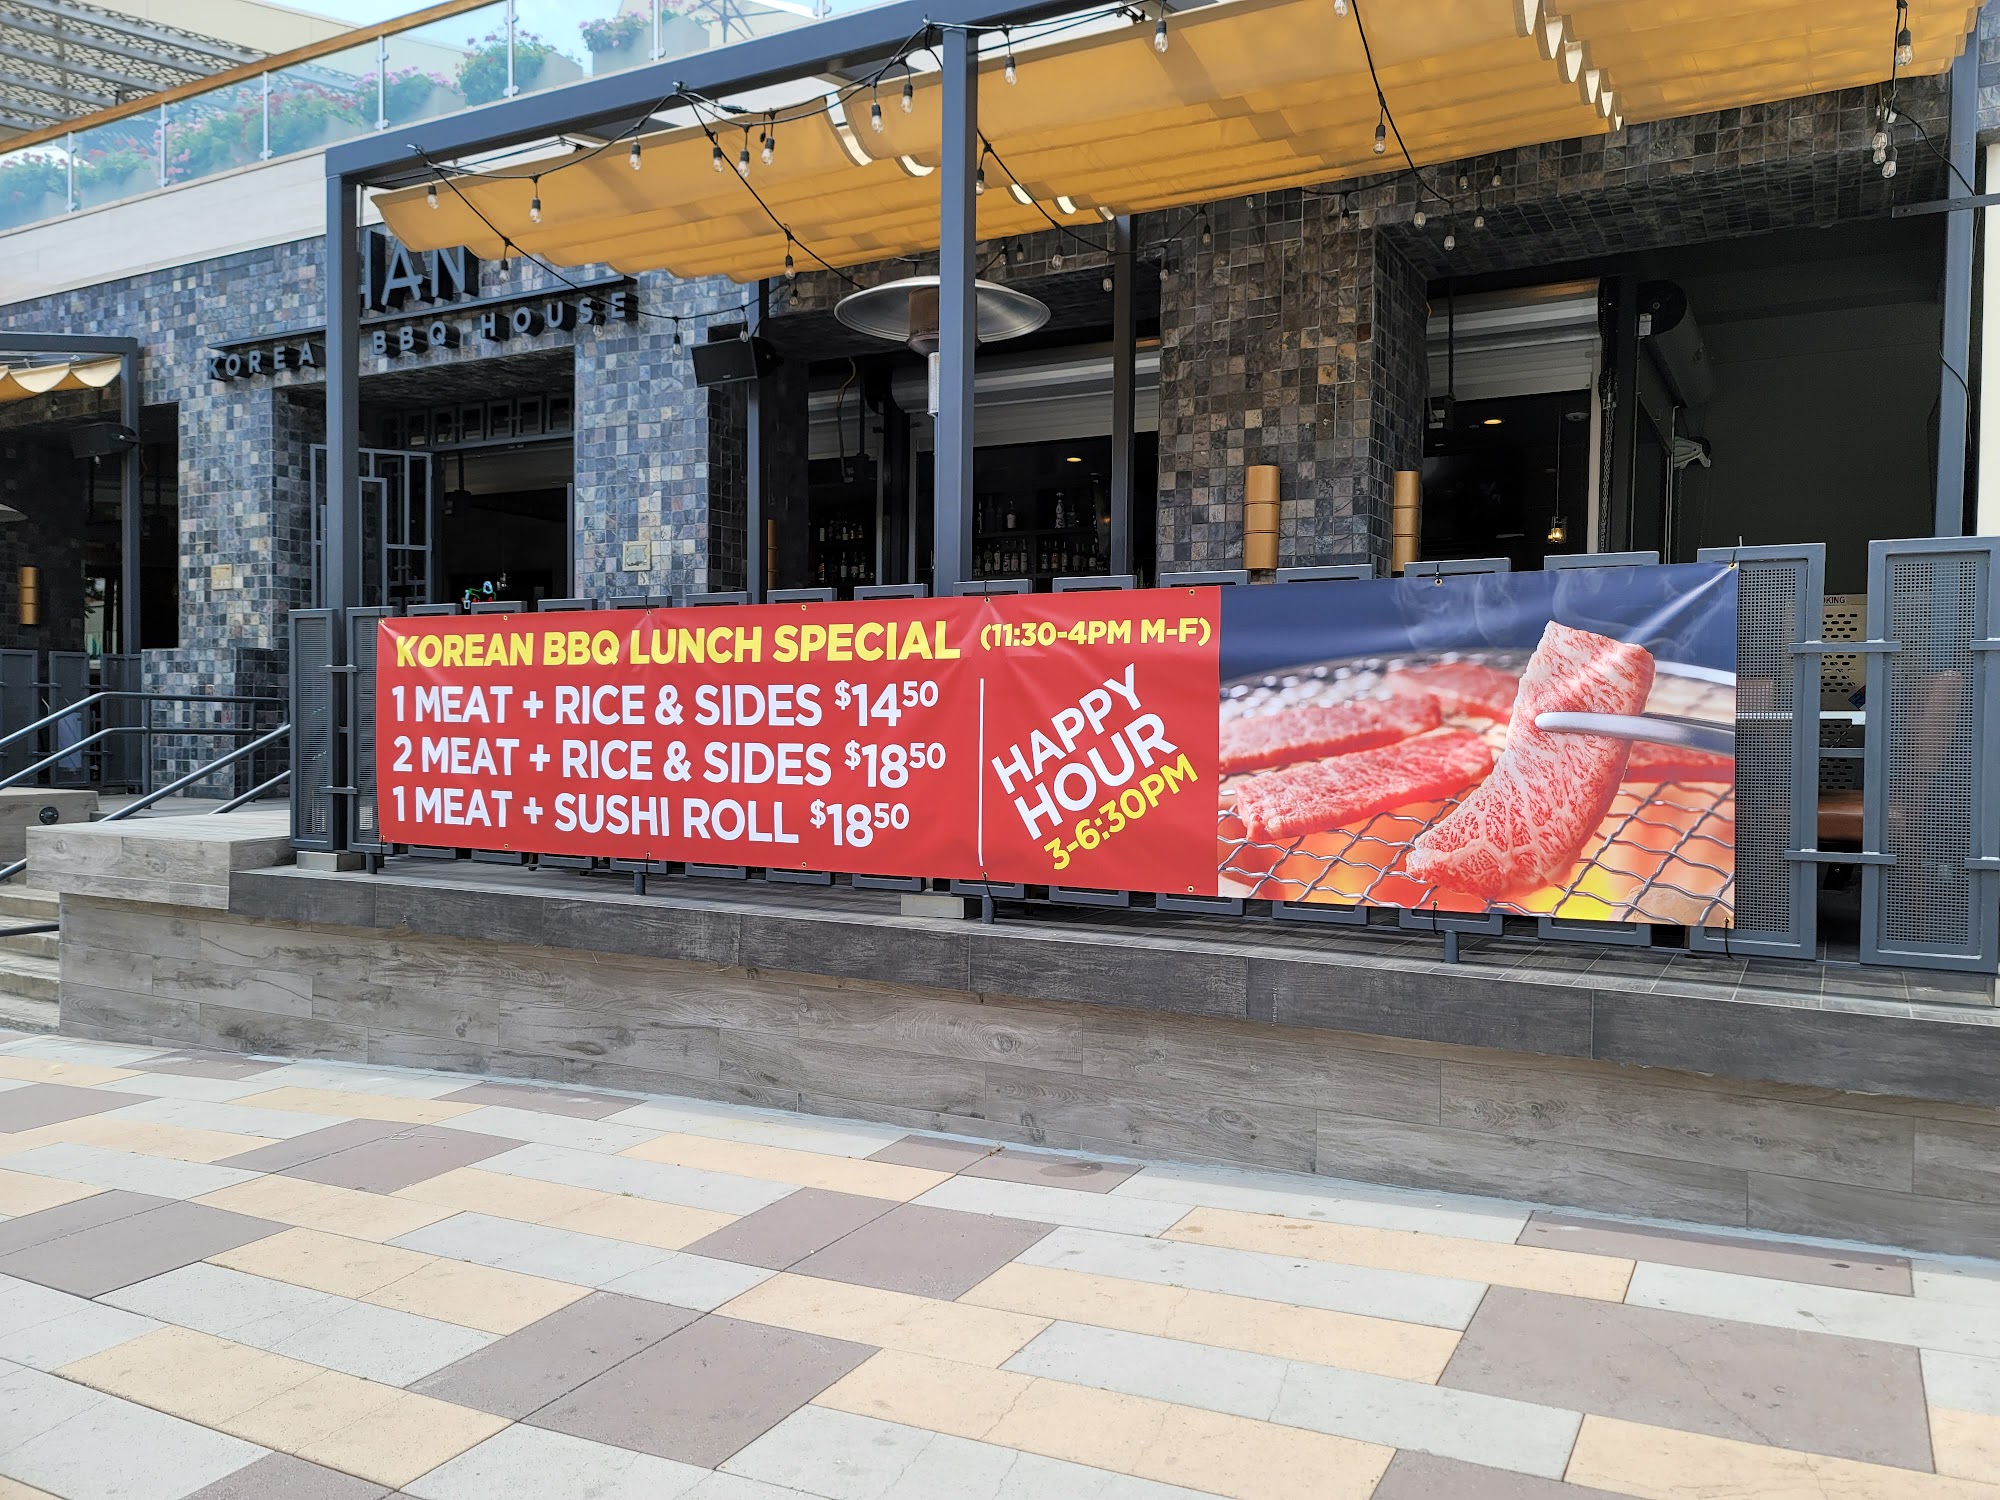 HAN
KOREA BBQ HOUSE
KOREAN BBQ LUNCH SPECIAL (11:30-4PM M-F)
1 MEAT + RICE & SIDES $1450
2 MEAT + RICE & SIDES $1850
1 MEAT + SUSHI ROLL $1850
HAPPY
HOUR
3-6:30PM